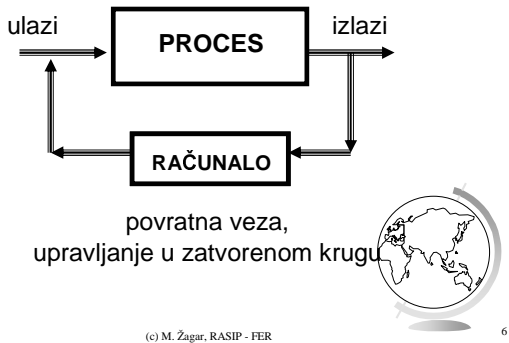 ulazi
PROCES
izlazi
RAČUNALO
povratna veza,
upravljanje u zatvorenom krugu
(c) M. Žagar, RASIP - FER
6